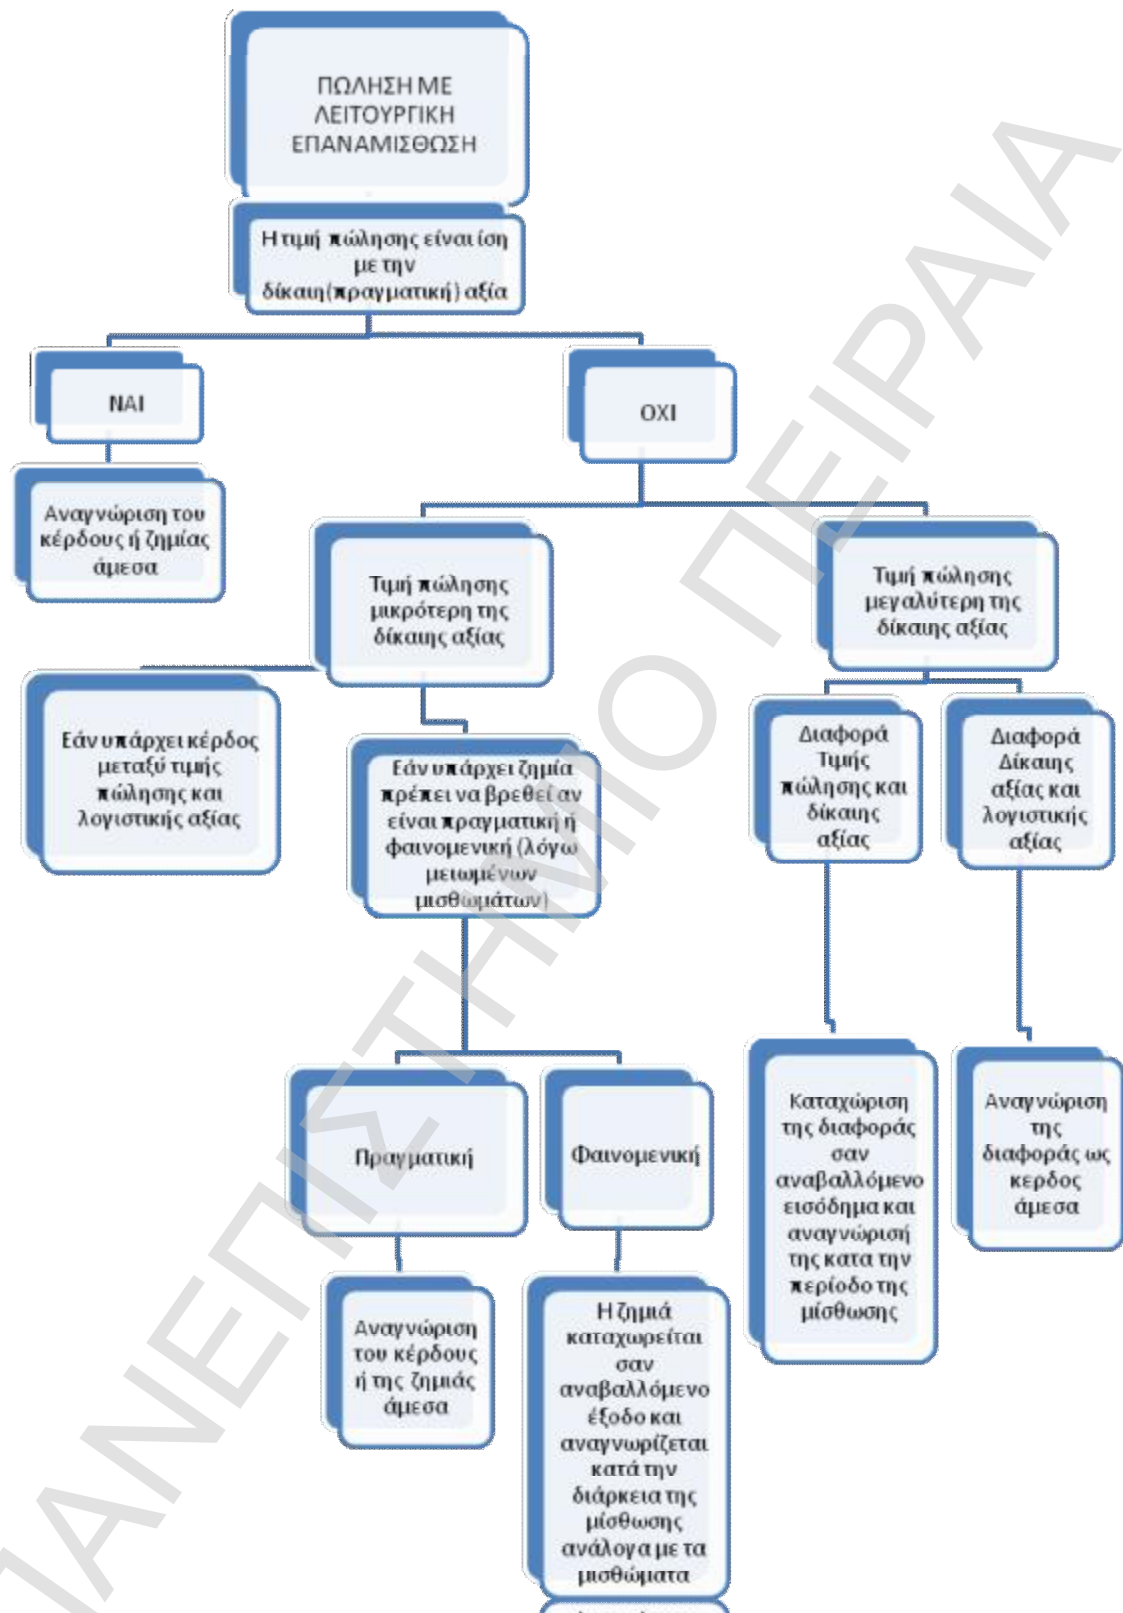 ΠΩΛΗΣΗ ΜΕ
ΛΕΙΤΟΥΡΓΙΚΗ
ΕΠΑΝΑΜΙΣΘΩΣΗ
Η τιμή πώλησης είναι ίση
με την
δίκαιη(πραγματική) αξία
ΝΑΙ
ΟΧΙ
Αναγνώριση του
κέρδους ή ζημίας
άμεσα
Τιμή πώλησης
μικρότερη της
δίκαιης αξίας
Τιμή πώλησης
μεγαλύτερη της
δίκαιης αξίας
Εάν υπάρχει κέρδος
μεταξύ τιμής
πώλησης και
λογιστικής αξίας
Εάν υπάρχει ζημία
πρέπει να βρεθεί αν
είναι πραγματική ή
φαινομενική (λόγω
μειωμένων
μισθωμάτων)
Διαφορά
Τιμής
πώλησης και
δίκαιης
αξίας
Διαφορά
Δίκαιης
αξίας και
λογιστικής
αξίας
Πραγματική
Φαινομενική
Καταχώριση
της διαφοράς
σαν
αναβαλλόμενο
εισόδημα και
αναγνώρισή
της κατα την
περίοδο της
μίσθωσης
Αναγνώριση
της
διαφοράς ως
κερδος
άμεσα
Αναγνώριση
του κέρδους
ή της ζημιάς
άμεσα
Η ζημιά
καταχωρείται
σαν
αναβαλλόμενο
έξοδο και
αναγνωρίζεται
κατά την
διάρκεια της
μίσθωσης
ανάλογα με τα
μισθώματα
ΠΑΝΕΠΙΣΤΗΜΙΟ ΠΕΙΡΑΙΑ